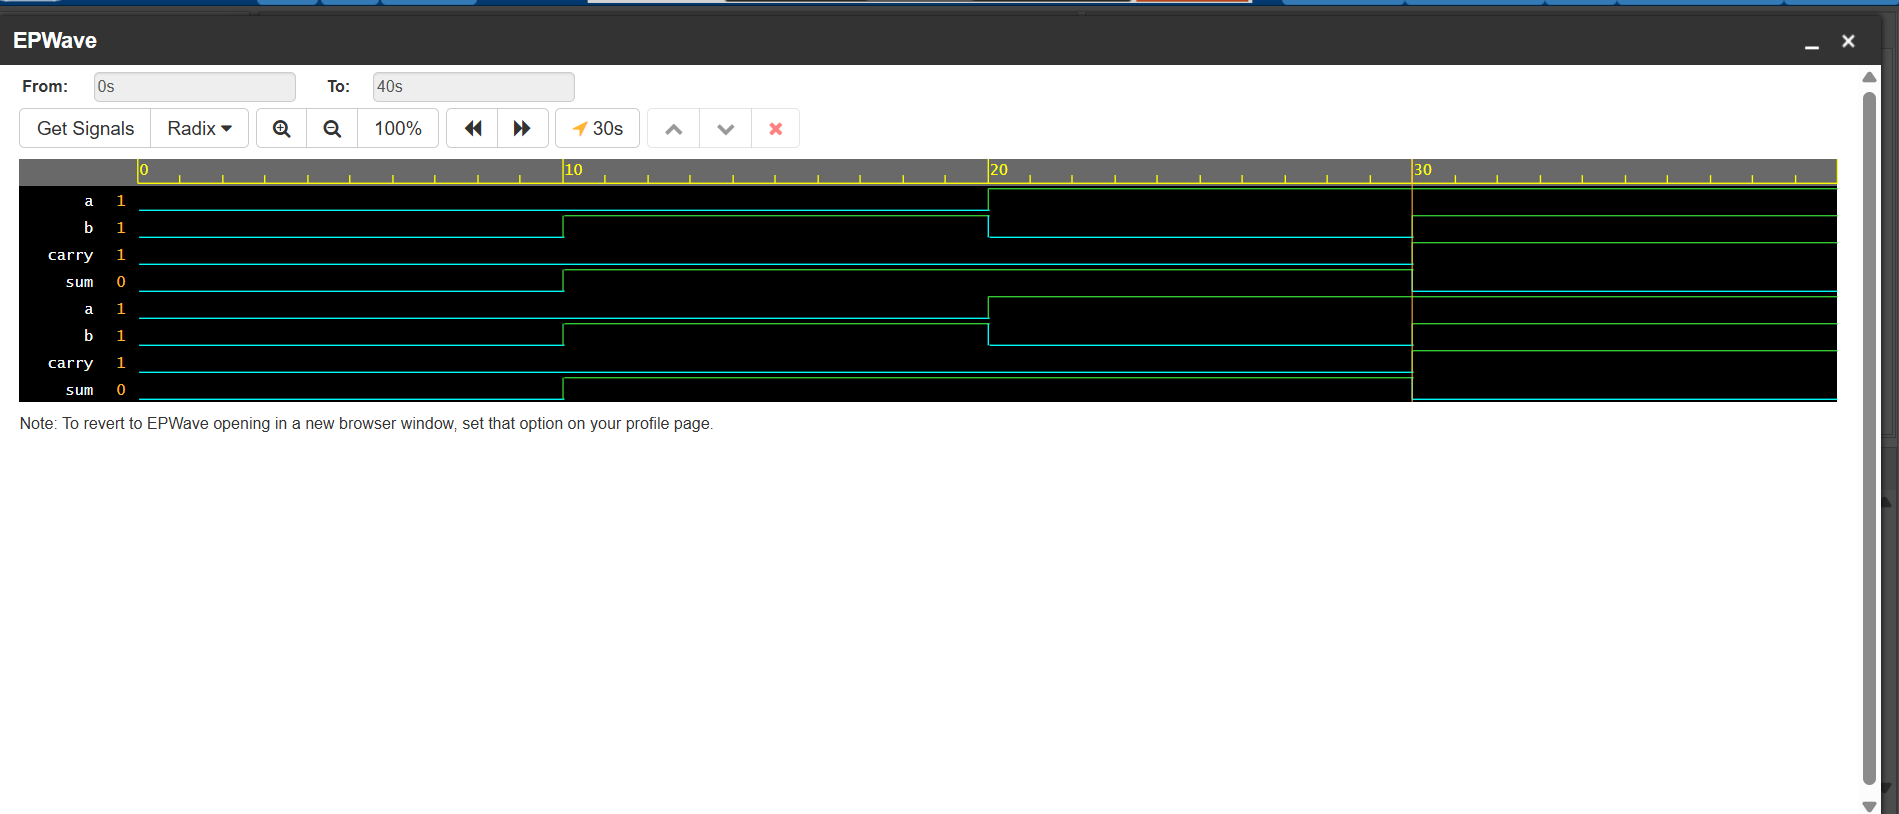 EPWave
From: 0s To: 40s
Get Signals Radix 100% 30s
0 10 20 30
a 1
b 1
carry 1
sum 0
a 1
b 1
carry 1
sum 0
Note: To revert to EPWave opening in a new browser window, set that option on your profile page.